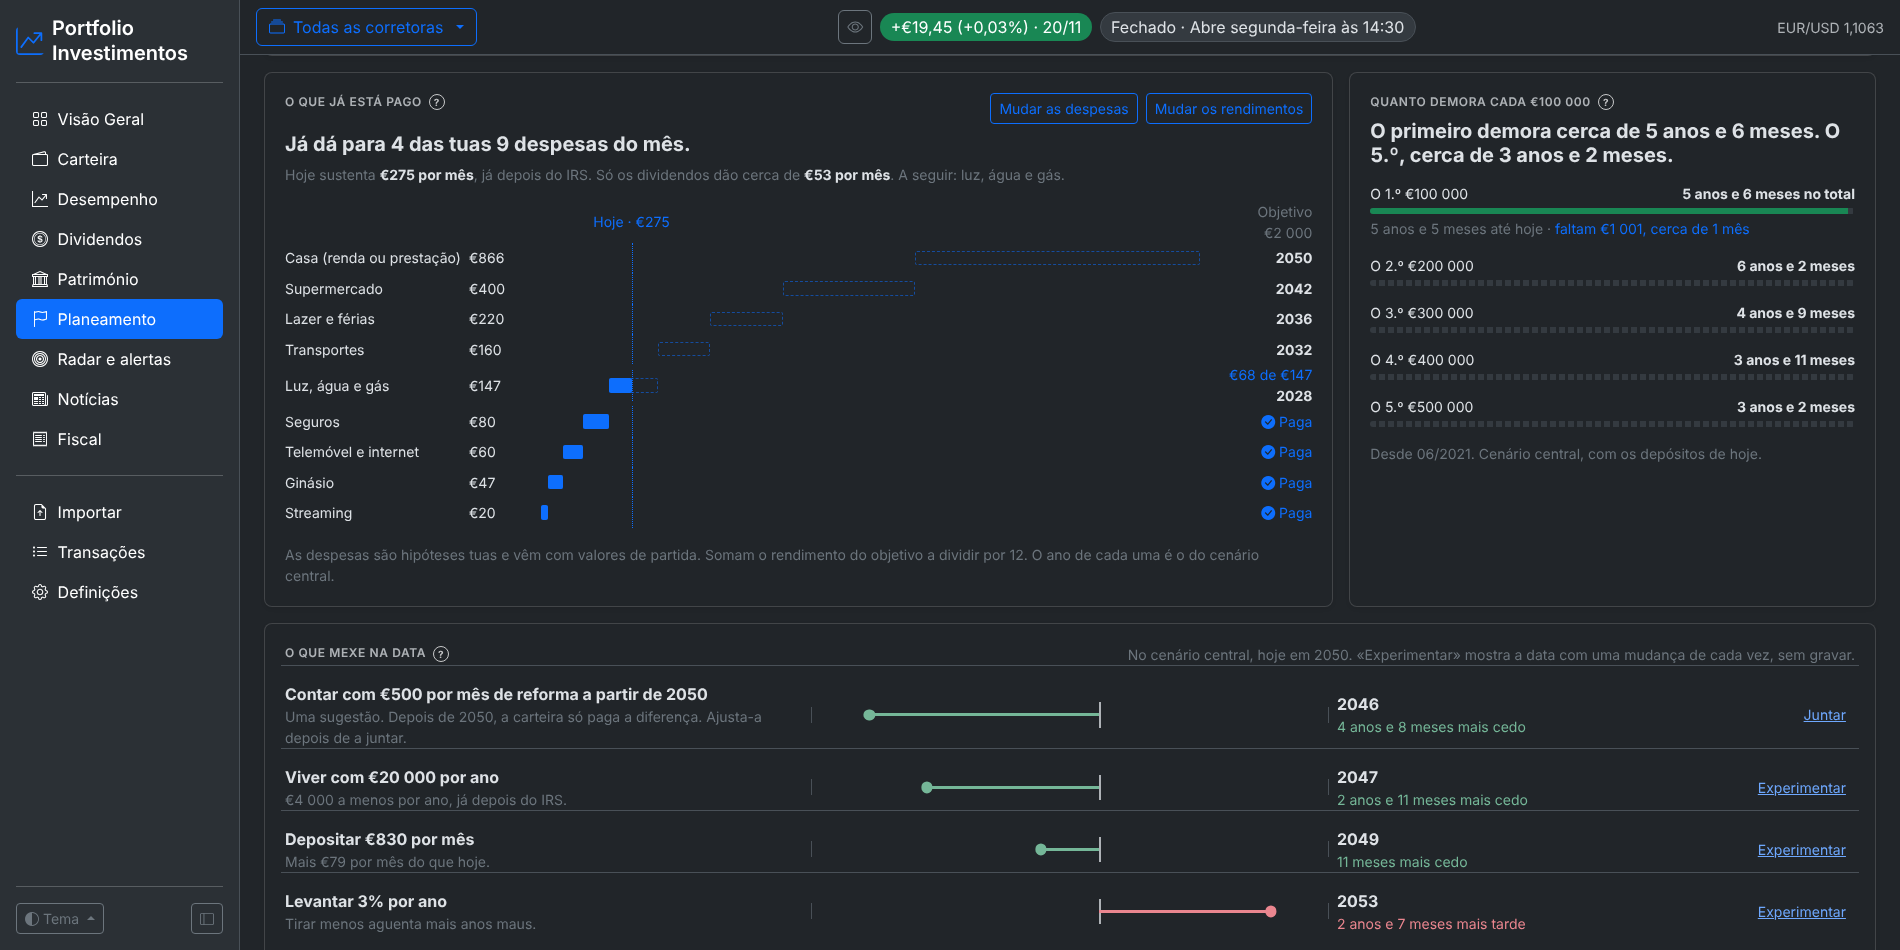 Portfolio
Investimentos
Visão Geral
Carteira
Desempenho
Dividendos
Património
Planeamento
Radar e alertas
Notícias
Fiscal
Importar
Transações
Definições
Tema
Todas as corretoras
+€19,45 (+0,03%) · 20/11
Fechado · Abre segunda-feira às 14:30
EUR/USD 1,1063
O QUE JÁ ESTÁ PAGO ?
Mudar as despesas
Mudar os rendimentos
Já dá para 4 das tuas 9 despesas do mês.
Hoje sustenta €275 por mês, já depois do IRS. Só os dividendos dão cerca de €53 por mês. A seguir: luz, água e gás.
Hoje · €275
Objetivo
€2 000
Casa (renda ou prestação) €866 2050
Supermercado €400 2042
Lazer e férias €220 2036
Transportes €160 2032
Luz, água e gás €147 €68 de €147
2028
Seguros €80 Paga
Telemóvel e internet €60 Paga
Ginásio €47 Paga
Streaming €20 Paga
As despesas são hipóteses tuas e vêm com valores de partida. Somam o rendimento do objetivo a dividir por 12. O ano de cada uma é o do cenário
central.
QUANTO DEMORA CADA €100 000 ?
O primeiro demora cerca de 5 anos e 6 meses. O
5.º, cerca de 3 anos e 2 meses.
O 1.º €100 000 5 anos e 6 meses no total
5 anos e 5 meses até hoje · faltam €1 001, cerca de 1 mês
O 2.º €200 000 6 anos e 2 meses
O 3.º €300 000 4 anos e 9 meses
O 4.º €400 000 3 anos e 11 meses
O 5.º €500 000 3 anos e 2 meses
Desde 06/2021. Cenário central, com os depósitos de hoje.
O QUE MEXE NA DATA ?
No cenário central, hoje em 2050. «Experimentar» mostra a data com uma mudança de cada vez, sem gravar.
Contar com €500 por mês de reforma a partir de 2050
Uma sugestão. Depois de 2050, a carteira só paga a diferença. Ajusta-a
depois de a juntar.
2046
4 anos e 8 meses mais cedo
Juntar
Viver com €20 000 por ano
€4 000 a menos por ano, já depois do IRS.
2047
2 anos e 11 meses mais cedo
Experimentar
Depositar €830 por mês
Mais €79 por mês do que hoje.
2049
11 meses mais cedo
Experimentar
Levantar 3% por ano
Tirar menos aguenta mais anos maus.
2053
2 anos e 7 meses mais tarde
Experimentar